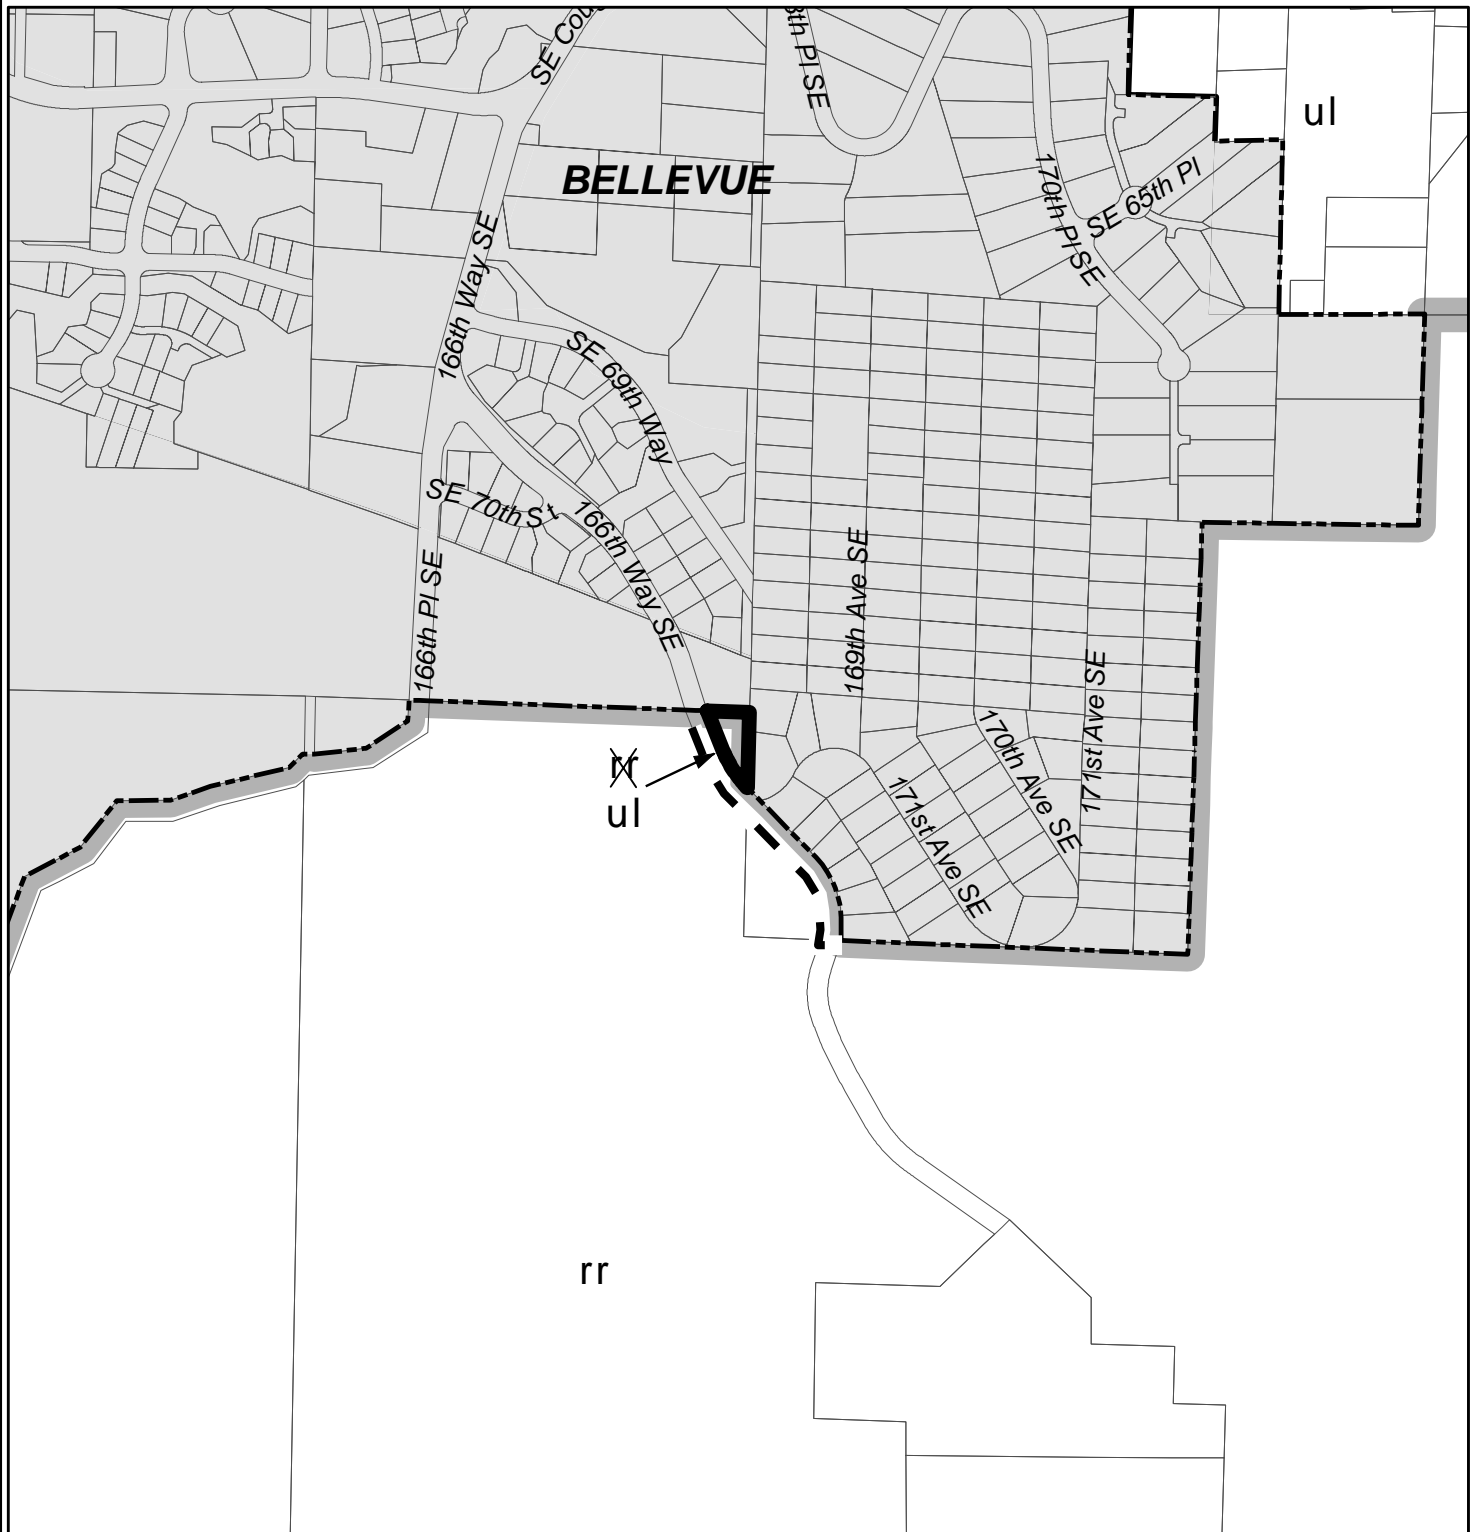 SE Cou
8th Pl SE
ul
BELLEVUE
170th Pl SE
SE 65th Pl
166th Way SE
SE 69th Way
SE 70th St
166th Way SE
166th Pl SE
169th Ave SE
171st Ave SE
170th Ave SE
171st Ave SE
rr
ul
rr